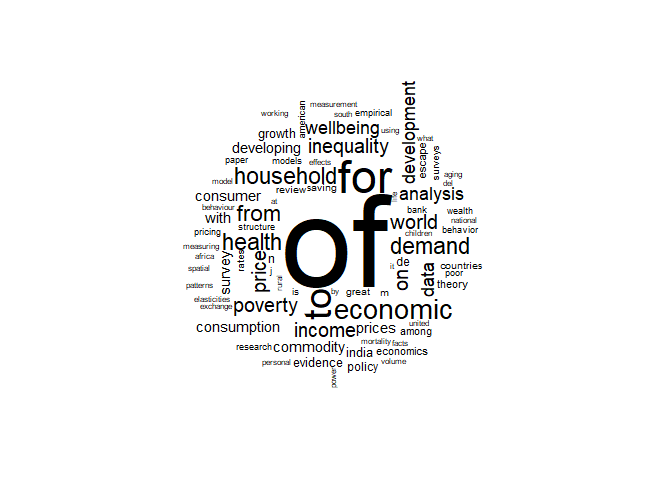 measurement
working south empirical
american
growth wellbeing using what
developing inequality development
paper models effects escape surveys
model household for aging
consumer review saving life analysis del
behaviour at bank wealth
with from world national
pricing structure children behavior
measuring health of demand
africa survey rates price n it on de data countries
spatial j poor
patterns rural is by great m theory
elasticities poverty to economic
exchange
consumption income prices among united
research commodity india mortality facts economics
personal evidence policy volume
power